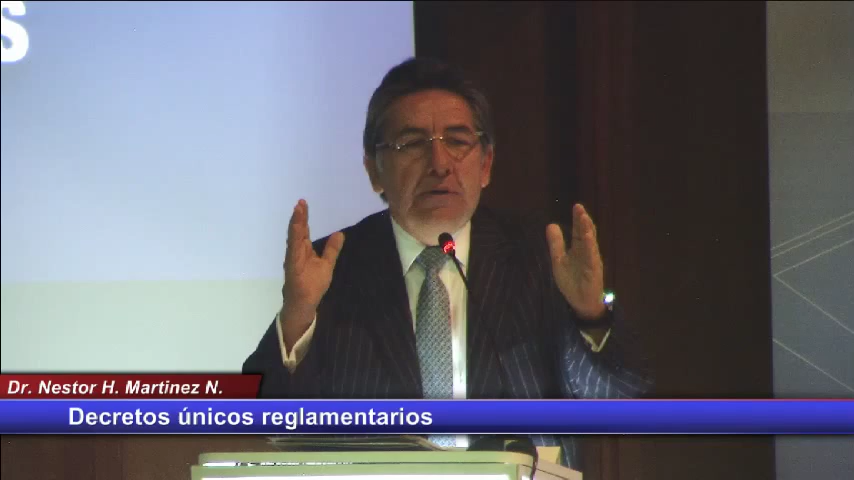 s
Dr. Nestor H. Martinez N.
Decretos únicos reglamentarios